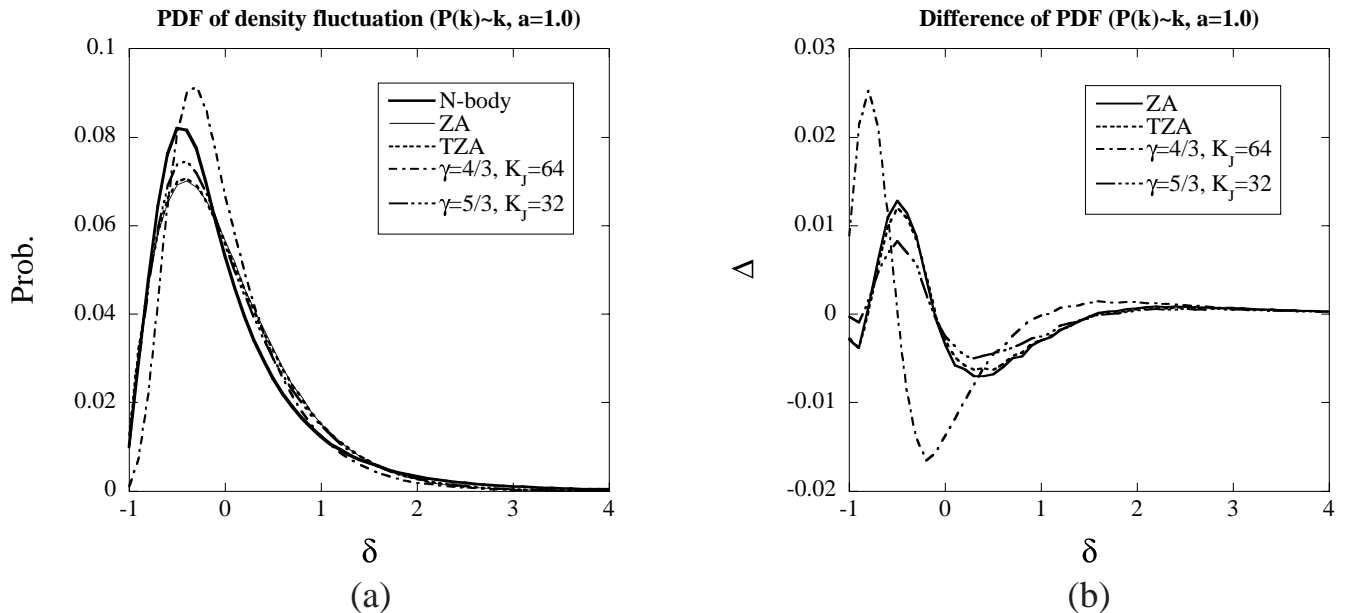 PDF of density fluctuation (P(k)~k, a=1.0)
0.1
0.08
0.06
0.04
0.02
0
-1
0
1
2
3
4
Prob.
δ
N-body
ZA
TZA
γ=4/3, K_J=64
γ=5/3, K_J=32
(a)
Difference of PDF (P(k)~k, a=1.0)
0.03
0.02
0.01
0
-0.01
-0.02
-1
0
1
2
3
4
Δ
δ
ZA
TZA
γ=4/3, K_J=64
γ=5/3, K_J=32
(b)